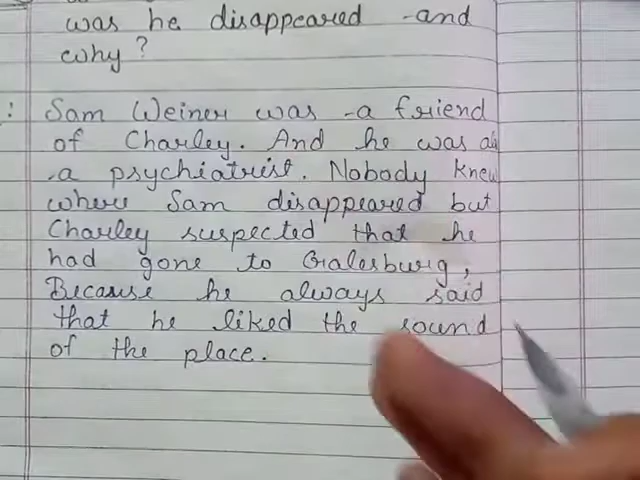 was he disappeared and
why?
: Sam Weiner was a friend
of Charley. And he was
a psychiatrist. Nobody knew
where Sam disappeared but
Charley suspected that he
had gone to Galesburg,
Because he always said
that he liked the sound
of the place.